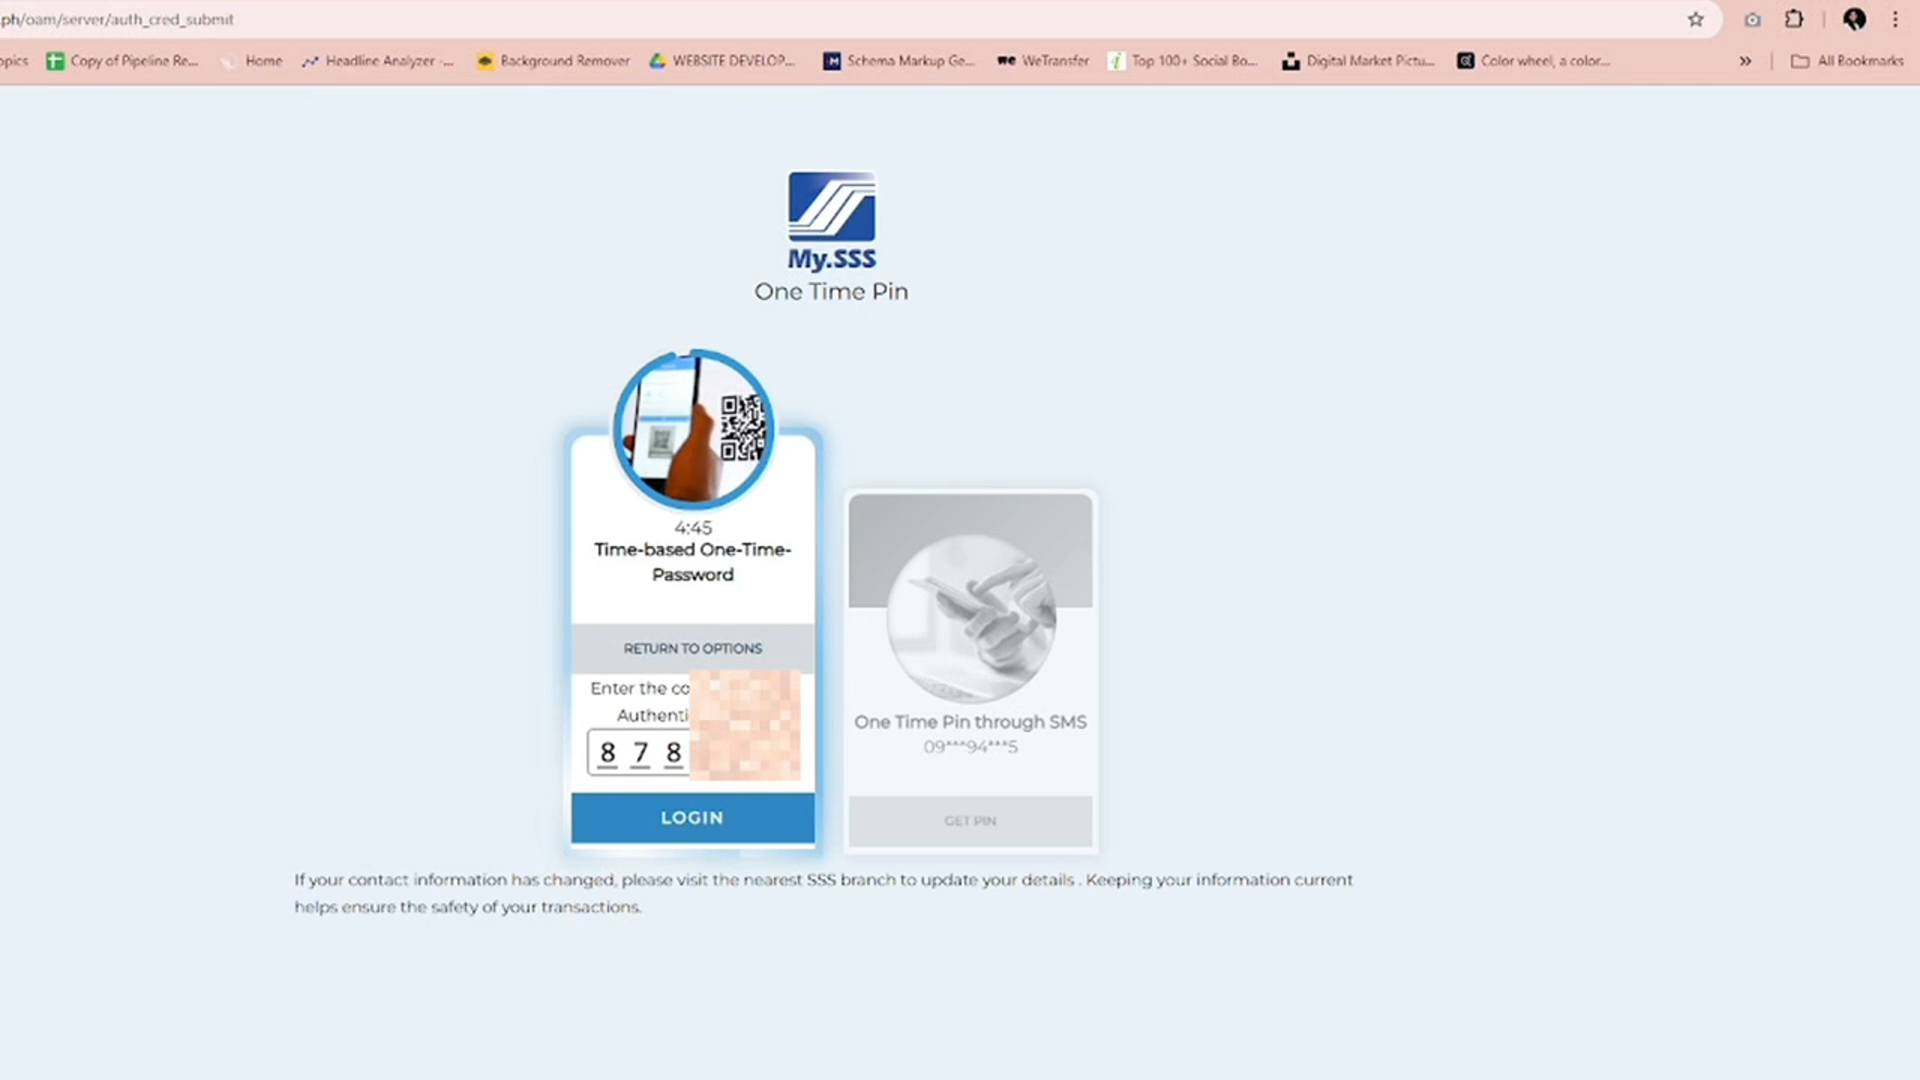 .ph/oam/server/auth_cred_submit
opics Copy of Pipeline Re... Home Headline Analyzer -... Background Remover WEBSITE DEVELOP... Schema Markup Ge... WeTransfer Top 100+ Social Bo... Digital Market Pictu... Color wheel, a color... » All Bookmarks
My.SSS
One Time Pin
4:45
Time-based One-Time-
Password
RETURN TO OPTIONS
Enter the co
Authenti
8 7 8
LOGIN
One Time Pin through SMS
09***94***5
GET PIN
If your contact information has changed, please visit the nearest SSS branch to update your details . Keeping your information current
helps ensure the safety of your transactions.